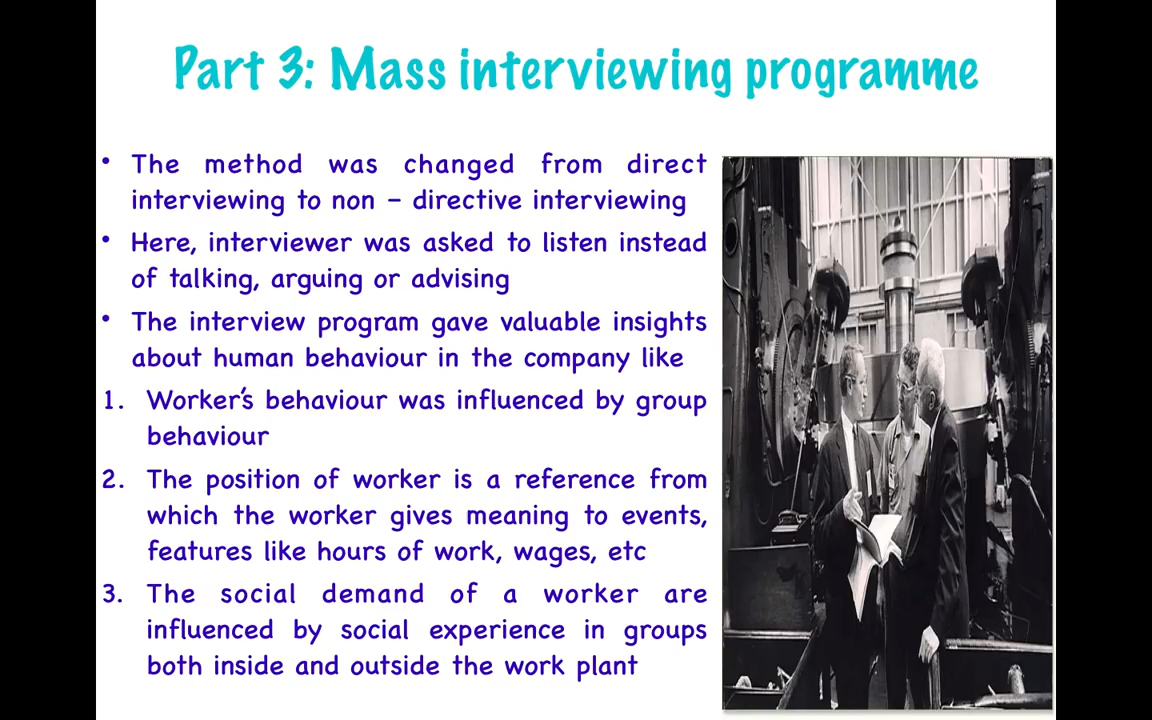 Part 3: Mass interviewing programme
• The method was changed from direct
interviewing to non – directive interviewing
• Here, interviewer was asked to listen instead
of talking, arguing or advising
• The interview program gave valuable insights
about human behaviour in the company like
1. Worker's behaviour was influenced by group
behaviour
2. The position of worker is a reference from
which the worker gives meaning to events,
features like hours of work, wages, etc
3. The social demand of a worker are
influenced by social experience in groups
both inside and outside the work plant